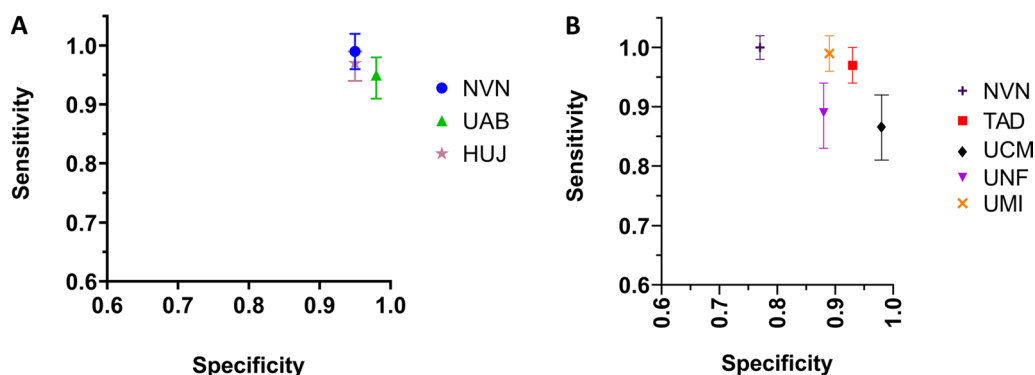 A
Sensitivity
1.0
0.9
0.8
0.7
0.6
0.6 0.7 0.8 0.9 1.0
Specificity
NVN
UAB
HUJ
B
Sensitivity
1.0
0.9
0.8
0.7
0.6
0.6 0.7 0.8 0.9 1.0
Specificity
NVN
TAD
UCM
UNF
UMI